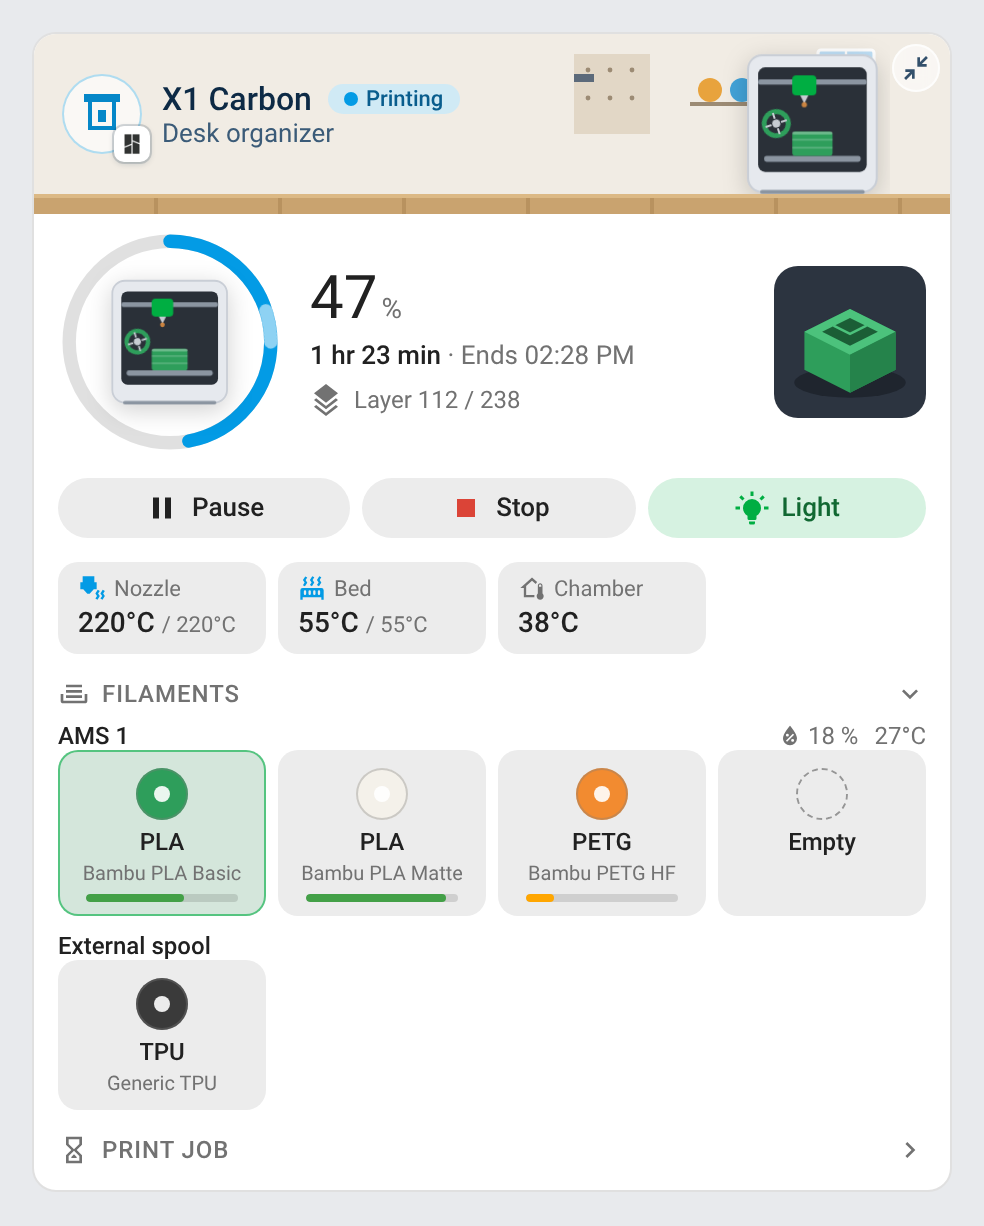 X1 Carbon
Printing
Desk organizer
47 %
1 hr 23 min · Ends 02:28 PM
Layer 112 / 238
Pause
Stop
Light
Nozzle
220°C / 220°C
Bed
55°C / 55°C
Chamber
38°C
FILAMENTS
AMS 1
18 % 27°C
PLA
Bambu PLA Basic
PLA
Bambu PLA Matte
PETG
Bambu PETG HF
Empty
External spool
TPU
Generic TPU
PRINT JOB